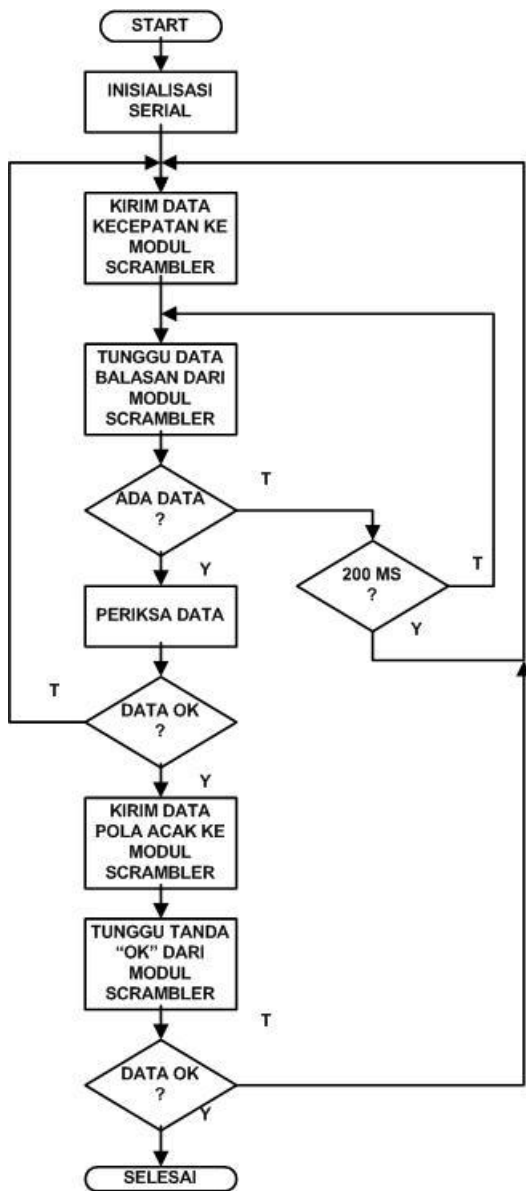 START
INISIALISASI
SERIAL
KIRIM DATA
KECEPATAN KE
MODUL
SCRAMBLER
TUNGGU DATA
BALASAN DARI
MODUL
SCRAMBLER
ADA DATA
?
T
200 MS
?
T
Y
Y
PERIKSA DATA
T
DATA OK
?
Y
KIRIM DATA
POLA ACAK KE
MODUL
SCRAMBLER
TUNGGU TANDA
“OK” DARI
MODUL
SCRAMBLER
T
DATA OK
?
Y
SELESAI